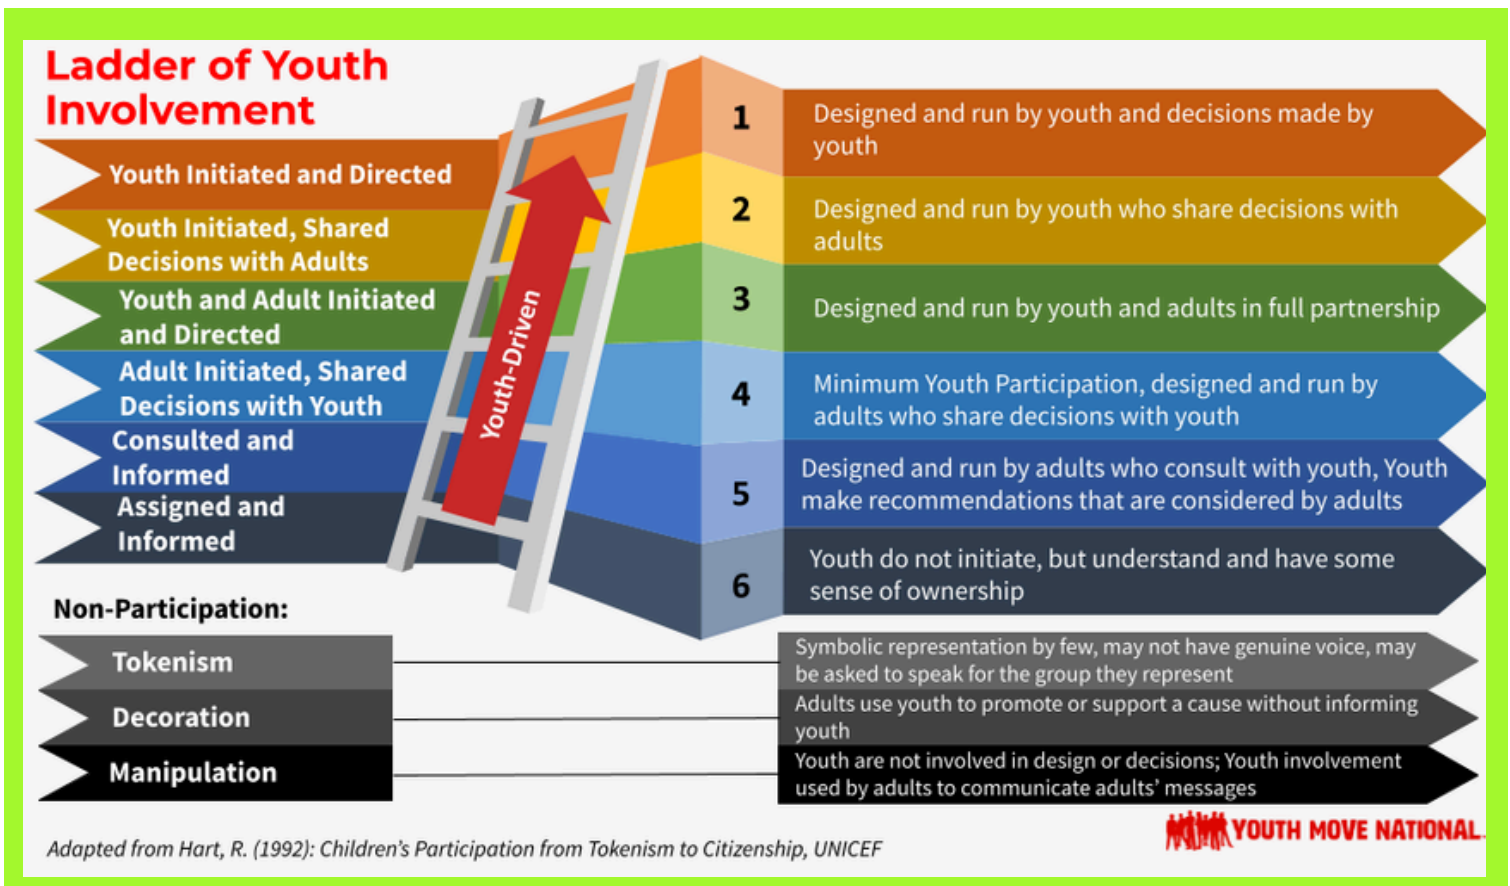 Ladder of Youth
Involvement
Youth Initiated and Directed
1
Designed and run by youth and decisions made by
youth
Youth Initiated, Shared
Decisions with Adults
2
Designed and run by youth who share decisions with
adults
Youth and Adult Initiated
and Directed
3
Designed and run by youth and adults in full partnership
Adult Initiated, Shared
Decisions with Youth
4
Minimum Youth Participation, designed and run by
adults who share decisions with youth
Consulted and
Informed
5
Designed and run by adults who consult with youth, Youth
make recommendations that are considered by adults
Assigned and
Informed
6
Youth do not initiate, but understand and have some
sense of ownership
Youth-Driven
Non-Participation:
Tokenism
Symbolic representation by few, may not have genuine voice, may
be asked to speak for the group they represent
Decoration
Adults use youth to promote or support a cause without informing
youth
Manipulation
Youth are not involved in design or decisions; Youth involvement
used by adults to communicate adults' messages
Adapted from Hart, R. (1992): Children's Participation from Tokenism to Citizenship, UNICEF
YOUTH MOVE NATIONAL